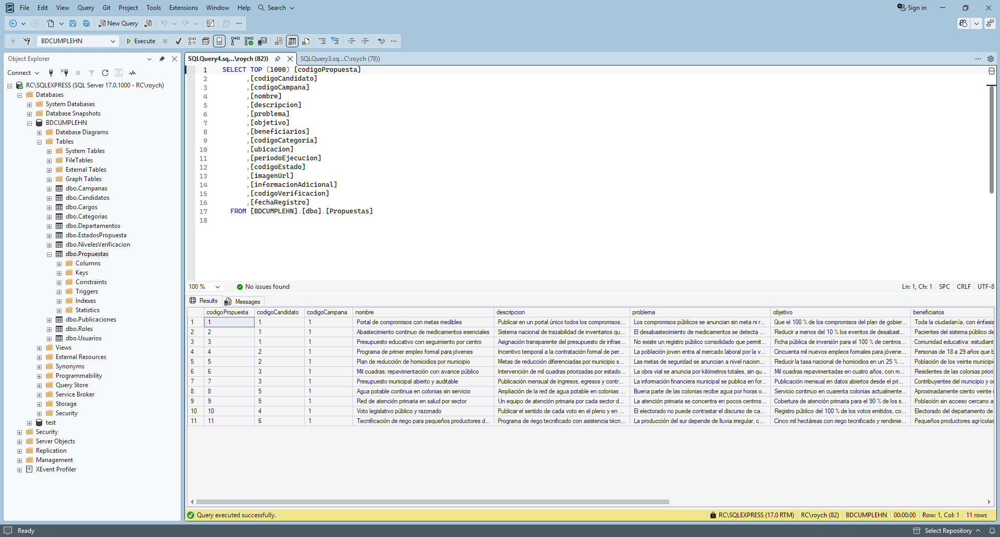 File Edit View Query Git Project Tools Extensions Window Help Search Sign in
New Query
BDCUMPLEHN Execute
Object Explorer
Connect
RC\SQLEXPRESS (SQL Server 17.0.1000 - RC\roych)
Databases
System Databases
Database Snapshots
BDCUMPLEHN
Database Diagrams
Tables
System Tables
FileTables
External Tables
Graph Tables
dbo.Campanas
dbo.Candidatos
dbo.Cargos
dbo.Categorias
dbo.Departamentos
dbo.EstadosPropuesta
dbo.NivelesVerificacion
dbo.Propuestas
Columns
Keys
Constraints
Triggers
Indexes
Statistics
dbo.Publicaciones
dbo.Roles
dbo.Usuarios
Views
External Resources
Synonyms
Programmability
Query Store
Service Broker
Storage
Security
test
Security
Server Objects
Replication
Management
XEvent Profiler
SQLQuery4.sq...\roych (82)) SQLQuery3.sq...C\roych (78))
1 SELECT TOP (1000) [codigoPropuesta]
2 ,[codigoCandidato]
3 ,[codigoCampana]
4 ,[nombre]
5 ,[descripcion]
6 ,[problema]
7 ,[objetivo]
8 ,[beneficiarios]
9 ,[codigoCategoria]
10 ,[ubicacion]
11 ,[periodoEjecucion]
12 ,[codigoEstado]
13 ,[imagenUrl]
14 ,[informacionAdicional]
15 ,[codigoVerificacion]
16 ,[fechaRegistro]
17 FROM [BDCUMPLEHN].[dbo].[Propuestas]
18
100 % No issues found Ln: 1, Ch: 1 SPC CRLF UTF-8
Results Messages
codigoPropuesta codigoCandidato codigoCampana nombre descripcion problema objetivo beneficiarios
1 1 1 1 Portal de compromisos con metas medibles Publicar en un portal único todos los compromisos... Los compromisos públicos se anuncian sin meta ni r... Que el 100 % de los compromisos del plan de gobier... Toda la ciudadanía, con énfasis
2 2 1 1 Abastecimiento continuo de medicamentos esenciales Sistema nacional de trazabilidad de inventarios qu... El desabastecimiento de medicamentos se detecta ... Reducir a menos del 10 % los eventos de desabast... Pacientes del sistema público de
3 3 1 1 Presupuesto educativo con seguimiento por centro Asignación transparente del presupuesto de infrae... No existe un registro público consolidado que permit... Ficha pública de inversión para el 100 % de centros... Comunidad educativa: estudiant
4 4 2 1 Programa de primer empleo formal para jóvenes Incentivo temporal a la contratación formal de per... La población joven entra al mercado laboral por la v... Cincuenta mil nuevos empleos formales para jóvene... Personas de 18 a 29 años que b
5 5 2 1 Plan de reducción de homicidios por municipio Metas de reducción diferenciadas por municipio s... Las metas de seguridad se anuncian a nivel nacion... Reducir la tasa nacional de homicidios en un 25 % ... Población de los veinte municipi
6 6 3 1 Mil cuadras: repavimentación con avance público Intervención de mil cuadras priorizadas por estado... La obra vial se anuncia por kilómetros totales, sin qu... Mil cuadras repavimentadas en cuatro años, con m... Residentes de las colonias prioriz
7 7 3 1 Presupuesto municipal abierto y auditable Publicación mensual de ingresos, egresos y contr... La información financiera municipal se publica en for... Publicación mensual en datos abiertos desde el pri... Contribuyentes del municipio y or
8 8 5 1 Agua potable continua en colonias sin servicio Ampliación de la red de agua potable en colonias ... Buena parte de las colonias recibe agua por horas o... Servicio continuo en cuarenta colonias actualmente... Aproximadamente ciento veinte
9 9 5 1 Red de atención primaria en salud por sector Un equipo de atención primaria por cada sector d... La atención primaria se concentra en pocos centros... Cobertura de atención primaria para el 90 % de los s... Población sin acceso cercano a
10 10 4 1 Voto legislativo público y razonado Publicar el sentido de cada voto en el pleno y en ... El electorado no puede contrastar el discurso de ca... Registro público del 100 % de los votos emitidos, co... Electorado del departamento de
11 11 6 1 Tecnificación de riego para pequeños productores d... Programa de riego tecnificado con asistencia técn... La producción del sur depende de lluvia irregular, c... Cinco mil hectáreas con riego tecnificado y rendimie... Pequeños productores agrícolas
Query executed successfully. RC\SQLEXPRESS (17.0 RTM) RC\roych (82) BDCUMPLEHN 00:00:00 Row: 1, Col: 1 11 rows
Ready Select Repository